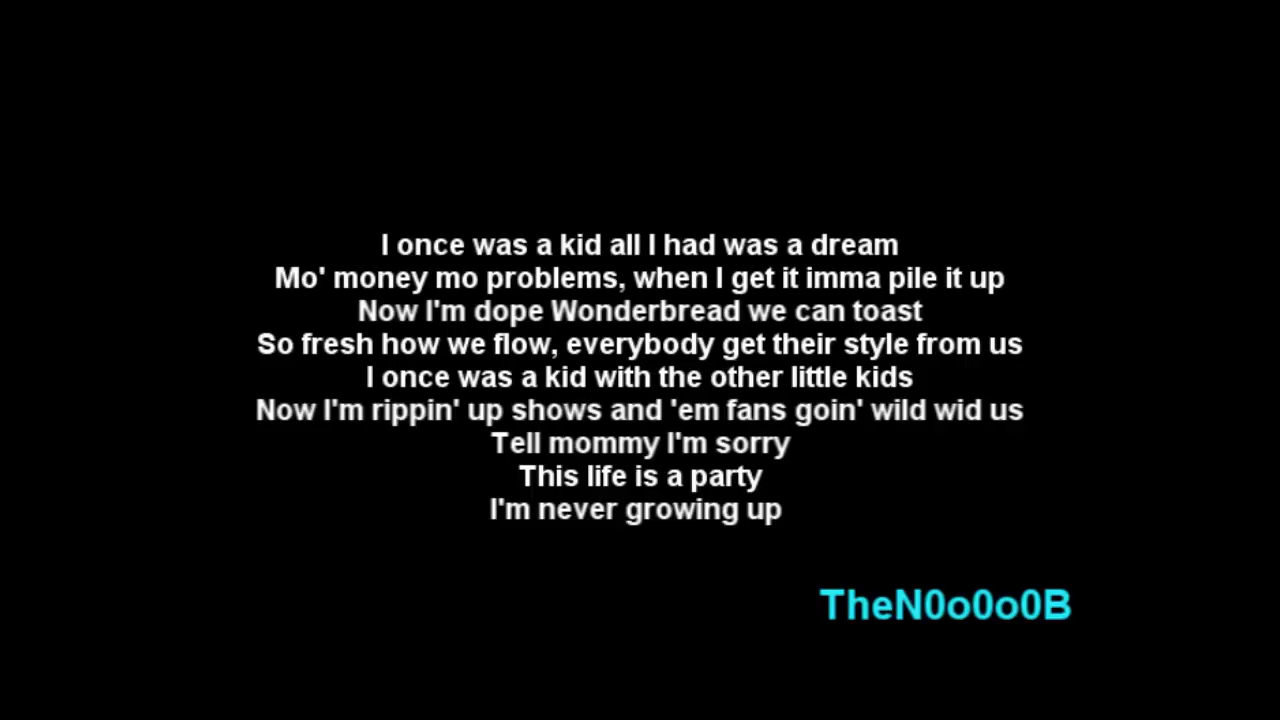 I once was a kid all I had was a dream
Mo' money mo problems, when I get it imma pile it up
Now I'm dope Wonderbread we can toast
So fresh how we flow, everybody get their style from us
I once was a kid with the other little kids
Now I'm rippin' up shows and 'em fans goin' wild wid us
Tell mommy I'm sorry
This life is a party
I'm never growing up
TheN0o0o0B